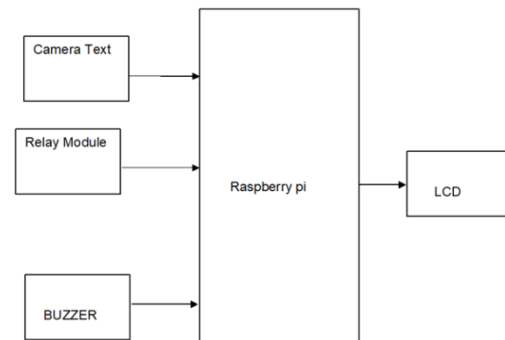 Camera Text
Relay Module
Raspberry pi
LCD
BUZZER